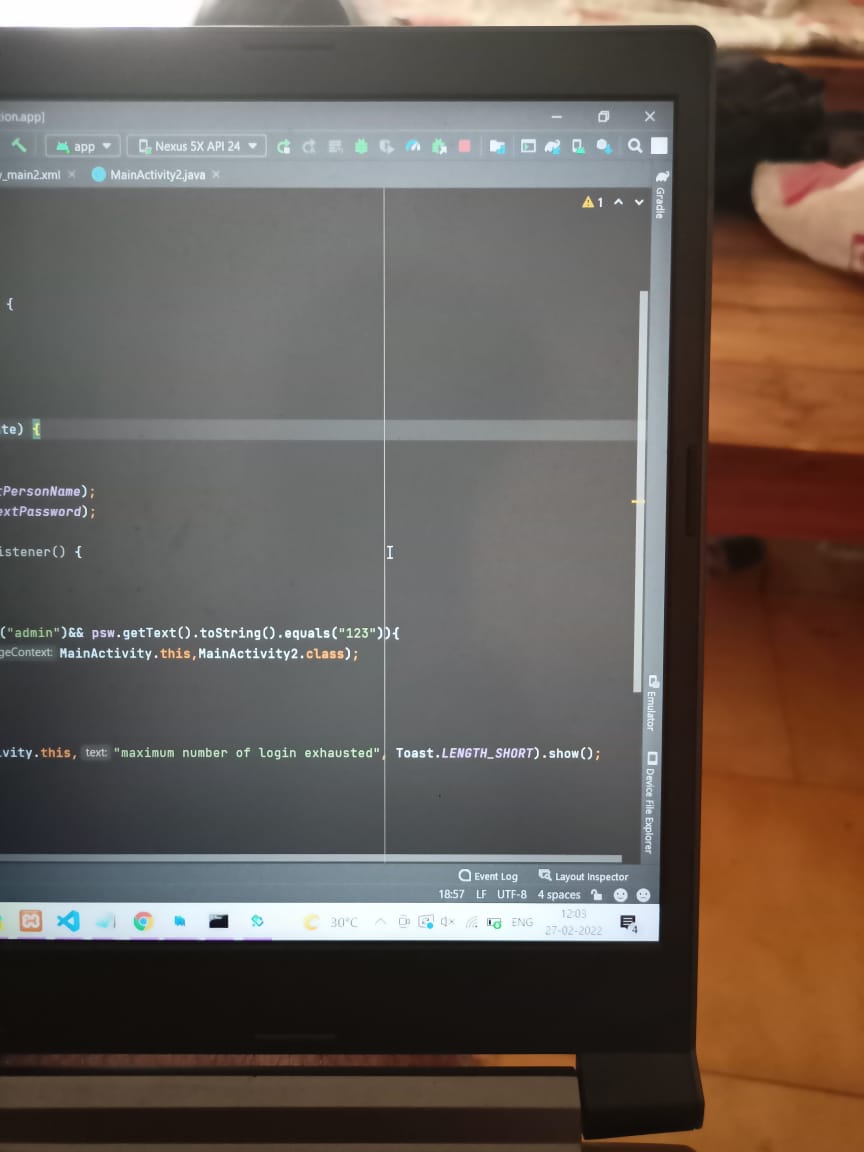 tion.app]
app Nexus 5X API 24
_main2.xml MainActivity2.java
1
Gradle
{
te) {
tPersonName);
extPassword);
istener() {
("admin")&& psw.getText().toString().equals("123")){
geContext: MainActivity.this,MainActivity2.class);
Emulator
ivity.this, text: "maximum number of login exhausted", Toast.LENGTH_SHORT).show();
Device File Explorer
Event Log Layout Inspector
18:57 LF UTF-8 4 spaces
30°C ENG 12:03
27-02-2022 4